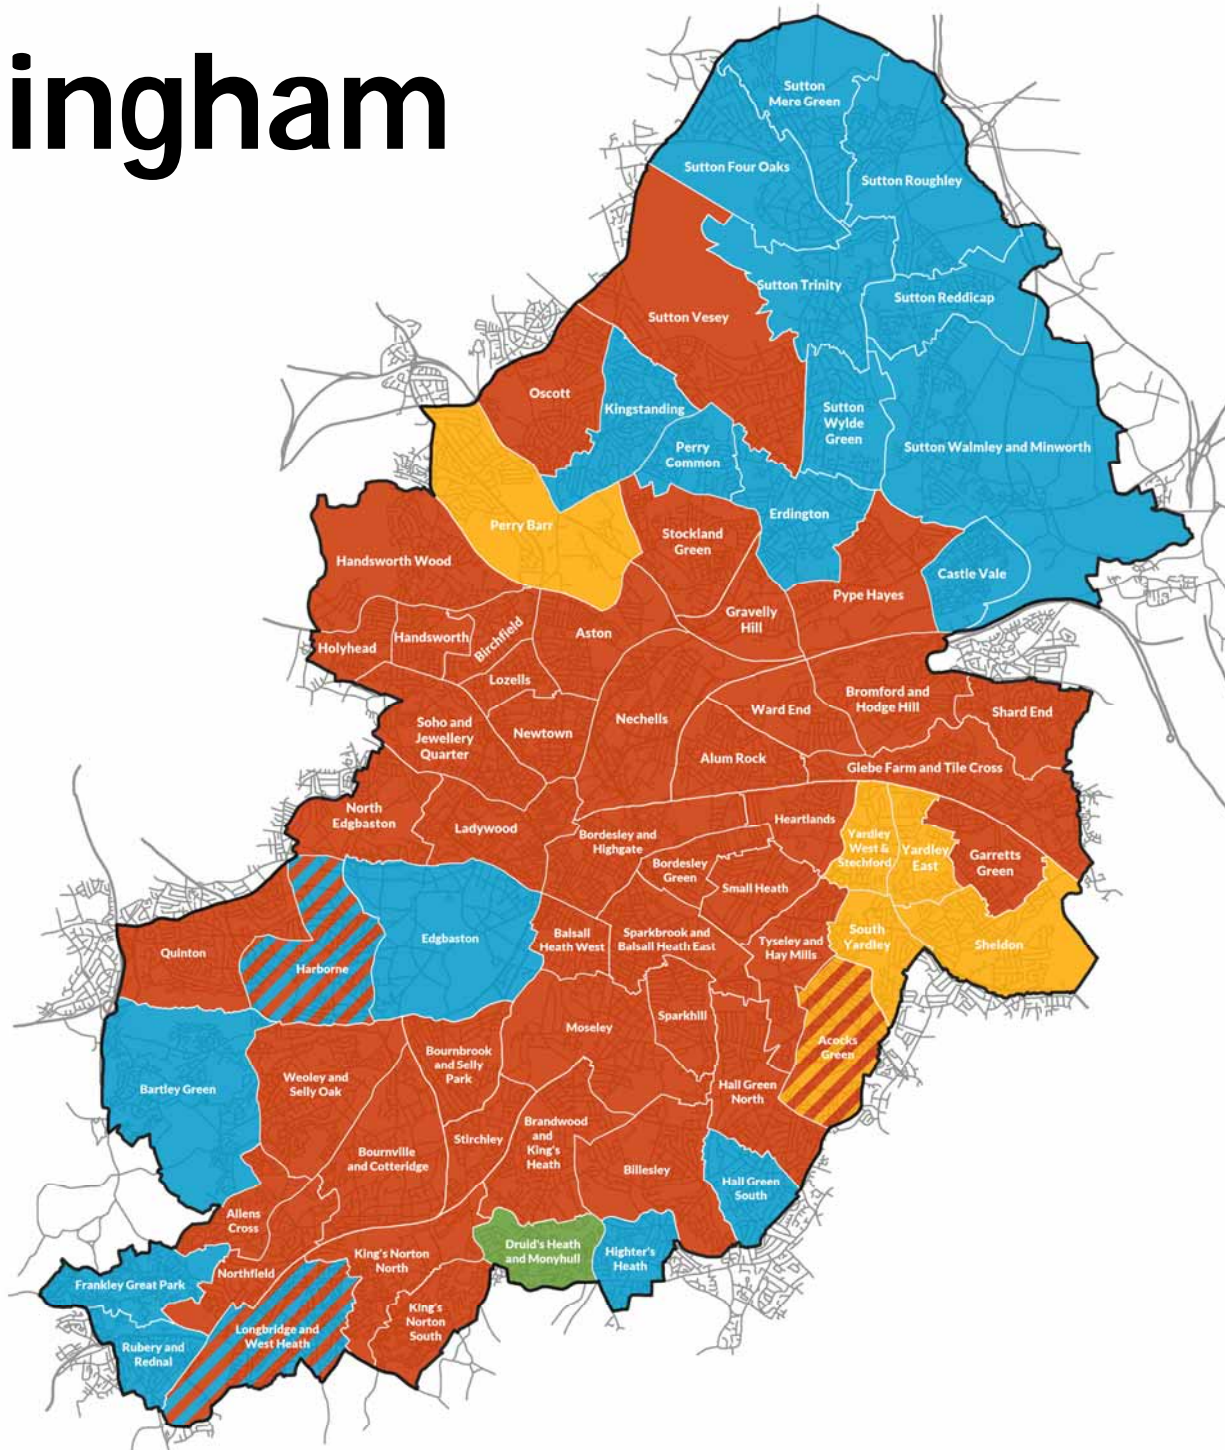 ingham
Sutton
Mere Green
Sutton Four Oaks
Sutton Roughley
Sutton Trinity
Sutton Reddicap
Sutton Vesey
Oscott
Kingstanding
Sutton
Wylde
Green
Perry
Common
Sutton Walmley and Minworth
Erdington
Perry Barr
Stockland
Green
Handsworth Wood
Castle Vale
Pype Hayes
Gravelly
Hill
Aston
Handsworth
Birchfield
Holyhead
Lozells
Bromford and
Hodge Hill
Ward End
Shard End
Nechells
Soho and
Jewellery
Quarter
Newtown
Alum Rock
Glebe Farm and Tile Cross
North
Edgbaston
Ladywood
Heartlands
Bordesley and
Highgate
Yardley
West &
Stechford
Yardley
East
Garretts
Green
Bordesley
Green
Small Heath
Edgbaston
Balsall
Heath West
Sparkbrook and
Balsall Heath East
Tyseley and
Hay Mills
South
Yardley
Sheldon
Quinton
Harborne
Sparkhill
Moseley
Acocks
Green
Bournbrook
and Selly
Park
Bartley Green
Weoley and
Selly Oak
Hall Green
North
Brandwood
and
King's
Heath
Stirchley
Bournville
and Cotteridge
Billesley
Hall Green
South
Allens
Cross
Druid's Heath
and Monyhull
Highter's
Heath
King's Norton
North
Northfield
Frankley Great Park
King's
Norton
South
Longbridge and
West Heath
Rubery and
Rednal